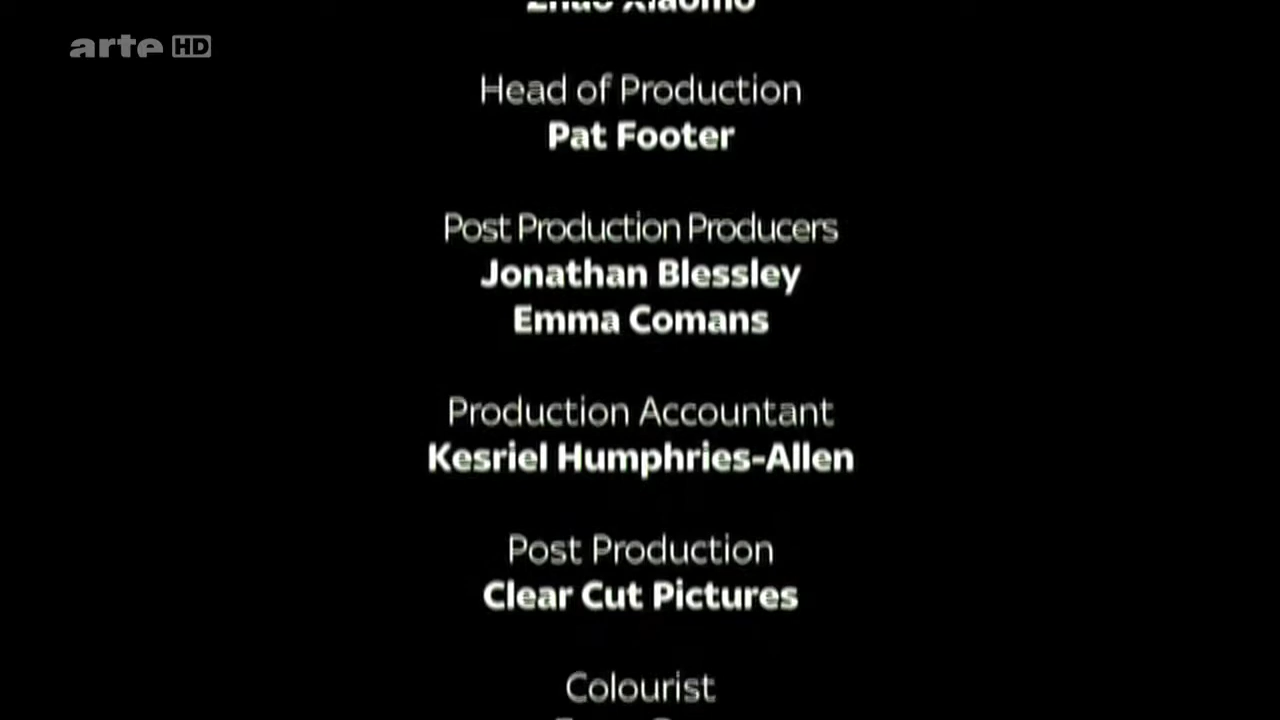 arte HD
Head of Production
Pat Footer
Post Production Producers
Jonathan Blessley
Emma Comans
Production Accountant
Kesriel Humphries-Allen
Post Production
Clear Cut Pictures
Colourist